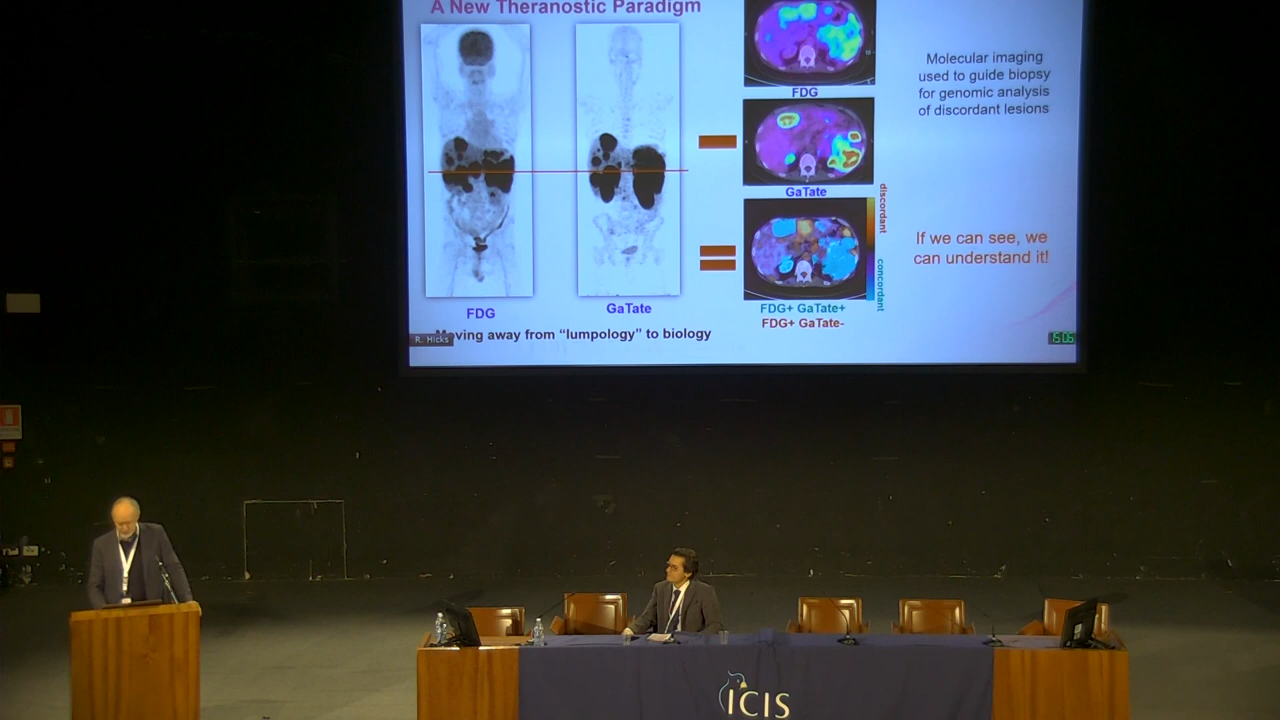 A New Theranostic Paradigm
FDG
GaTate
Moving away from “lumpology” to biology
R. Hicks
FDG
GaTate
discordant
concordant
FDG+ GaTate+
FDG+ GaTate-
Molecular imaging
used to guide biopsy
for genomic analysis
of discordant lesions
If we can see, we
can understand it!
15:06
ICIS